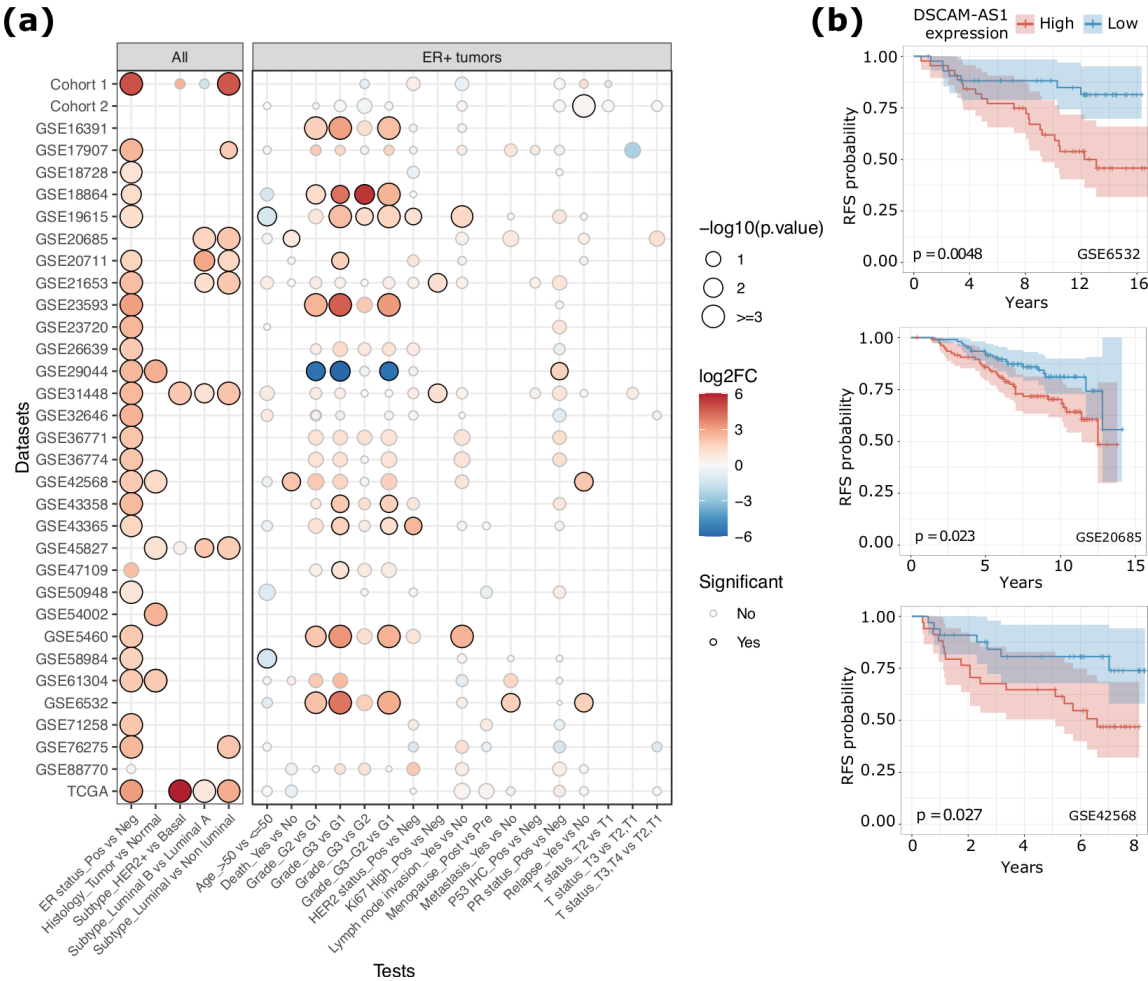 (a)
All
ER+ tumors
Cohort 1
Cohort 2
GSE16391
GSE17907
GSE18728
GSE18864
GSE19615
GSE20685
GSE20711
GSE21653
GSE23593
GSE23720
GSE26639
GSE29044
GSE31448
GSE32646
GSE36771
GSE36774
GSE42568
GSE43358
GSE43365
GSE45827
GSE47109
GSE50948
GSE54002
GSE5460
GSE58984
GSE61304
GSE6532
GSE71258
GSE76275
GSE88770
TCGA
Datasets
ER status_Pos vs Neg
Histology_Tumor vs Normal
Subtype_HER2+ vs Basal
Subtype_Luminal B vs Luminal A
Subtype_Luminal vs Non luminal
Age_>50 vs <=50
Death_Yes vs No
Grade_G2 vs G1
Grade_G3 vs G1
Grade_G3 vs G2
Grade_G3-G2 vs G1
HER2 status_Pos vs Neg
Ki67 High_Pos vs Neg
Lymph node invasion_Yes vs No
Menopause_Post vs Pre
Metastasis_Yes vs No
P53 IHC_Pos vs Neg
PR status_Pos vs Neg
Relapse_Yes vs No
T status_T2 vs T1
T status_T3 vs T2,T1
T status_T3,T4 vs T2,T1
Tests
−log10(p.value)
1
2
>=3
log2FC
6
3
0
−3
−6
Significant
No
Yes
(b)
DSCAM-AS1
expression
High
Low
RFS probability
1.00
0.75
0.50
0.25
0.00
p = 0.0048
GSE6532
0 4 8 12 16
Years
RFS probability
1.00
0.75
0.50
0.25
0.00
p = 0.023
GSE20685
0 5 10 15
Years
RFS probability
1.00
0.75
0.50
0.25
0.00
p = 0.027
GSE42568
0 2 4 6 8
Years